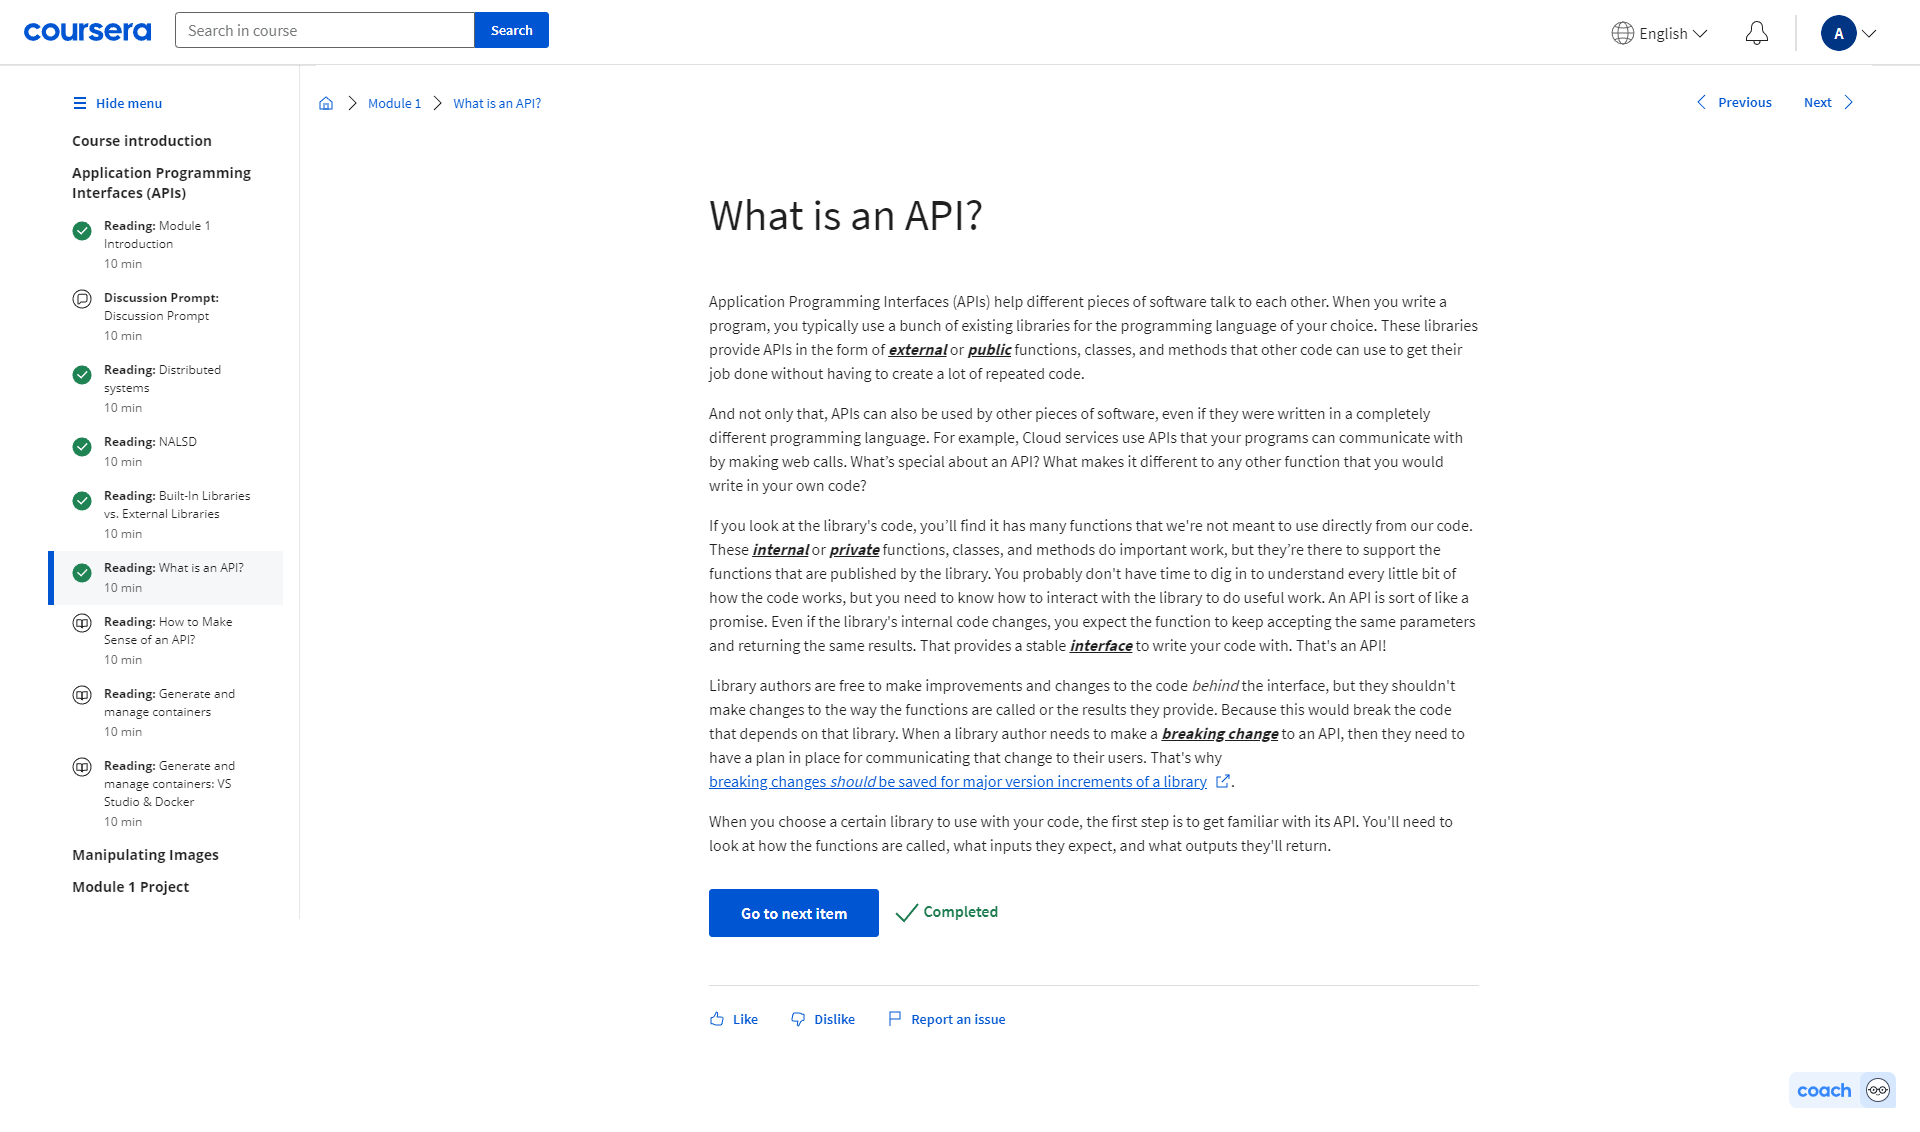 coursera
Search in course
Search
English
A
Hide menu
Course introduction
Application Programming
Interfaces (APIs)
Reading: Module 1
Introduction
10 min
Discussion Prompt:
Discussion Prompt
10 min
Reading: Distributed
systems
10 min
Reading: NALSD
10 min
Reading: Built-In Libraries
vs. External Libraries
10 min
Reading: What is an API?
10 min
Reading: How to Make
Sense of an API?
10 min
Reading: Generate and
manage containers
10 min
Reading: Generate and
manage containers: VS
Studio & Docker
10 min
Manipulating Images
Module 1 Project
Module 1
What is an API?
Previous
Next
What is an API?
Application Programming Interfaces (APIs) help different pieces of software talk to each other. When you write a
program, you typically use a bunch of existing libraries for the programming language of your choice. These libraries
provide APIs in the form of external or public functions, classes, and methods that other code can use to get their
job done without having to create a lot of repeated code.
And not only that, APIs can also be used by other pieces of software, even if they were written in a completely
different programming language. For example, Cloud services use APIs that your programs can communicate with
by making web calls. What’s special about an API? What makes it different to any other function that you would
write in your own code?
If you look at the library's code, you’ll find it has many functions that we're not meant to use directly from our code.
These internal or private functions, classes, and methods do important work, but they’re there to support the
functions that are published by the library. You probably don't have time to dig in to understand every little bit of
how the code works, but you need to know how to interact with the library to do useful work. An API is sort of like a
promise. Even if the library's internal code changes, you expect the function to keep accepting the same parameters
and returning the same results. That provides a stable interface to write your code with. That's an API!
Library authors are free to make improvements and changes to the code behind the interface, but they shouldn't
make changes to the way the functions are called or the results they provide. Because this would break the code
that depends on that library. When a library author needs to make a breaking change to an API, then they need to
have a plan in place for communicating that change to their users. That's why
breaking changes should be saved for major version increments of a library .
When you choose a certain library to use with your code, the first step is to get familiar with its API. You'll need to
look at how the functions are called, what inputs they expect, and what outputs they'll return.
Go to next item
Completed
Like
Dislike
Report an issue
coach